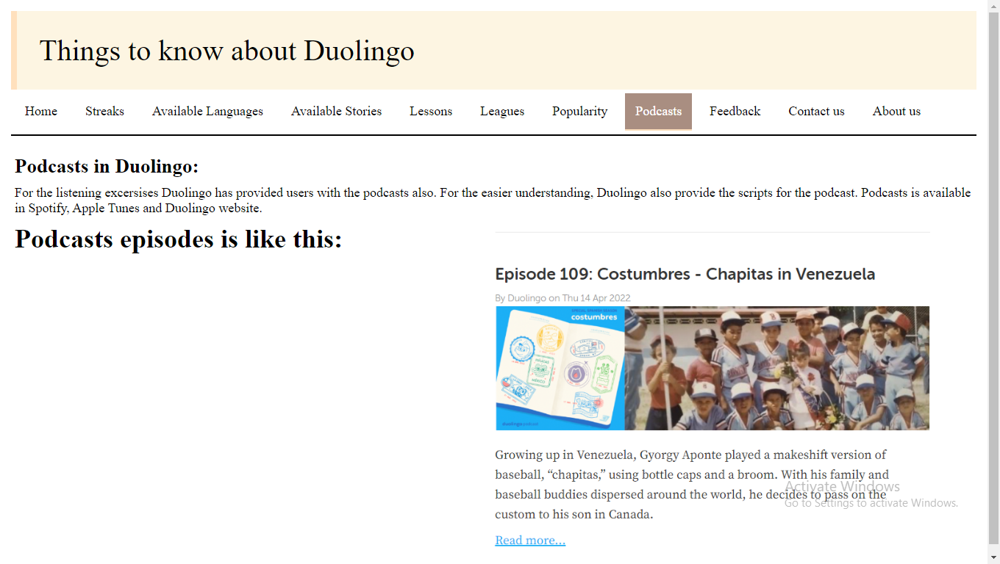 Things to know about Duolingo
Home Streaks Available Languages Available Stories Lessons Leagues Popularity Podcasts Feedback Contact us About us
Podcasts in Duolingo:
For the listening excersises Duolingo has provided users with the podcasts also. For the easier understanding, Duolingo also provide the scripts for the podcast. Podcasts is available
in Spotify, Apple Tunes and Duolingo website.
Podcasts episodes is like this:
Episode 109: Costumbres - Chapitas in Venezuela
By Duolingo on Thu 14 Apr 2022
SPECIAL SPANISH SEASON
costumbres
MÉXICO
duolingo podcast
Growing up in Venezuela, Gyorgy Aponte played a makeshift version of
baseball, “chapitas,” using bottle caps and a broom. With his family and
baseball buddies dispersed around the world, he decides to pass on the
custom to his son in Canada.
Read more...
Activate Windows
Go to Settings to activate Windows.